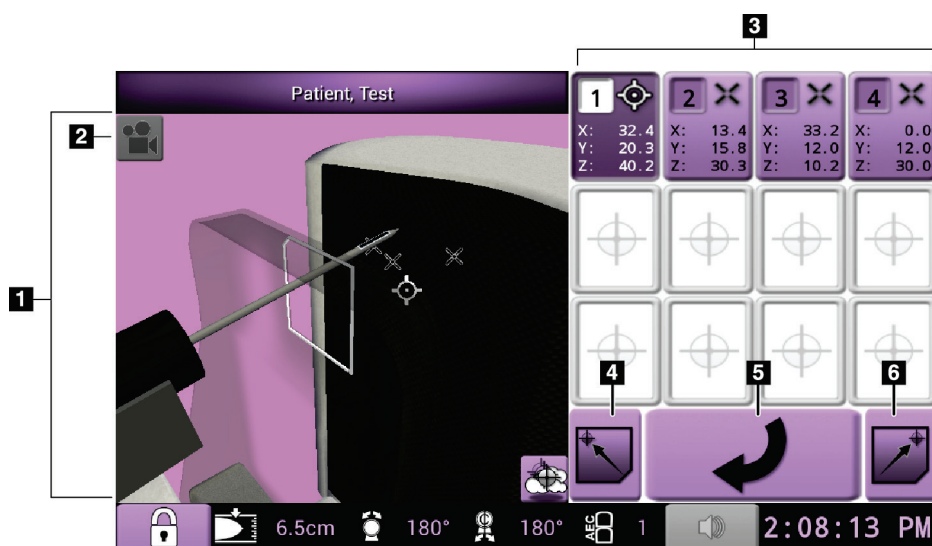 3
Patient, Test
1
2
1 2 3 4
X: 32.4 X: 13.4 X: 33.2 X: 0.0
Y: 20.3 Y: 15.8 Y: 12.0 Y: 12.0
Z: 40.2 Z: 30.3 Z: 10.2 Z: 30.0
4 5 6
6.5cm 180° C 180° AEC 1 2:08:13 PM